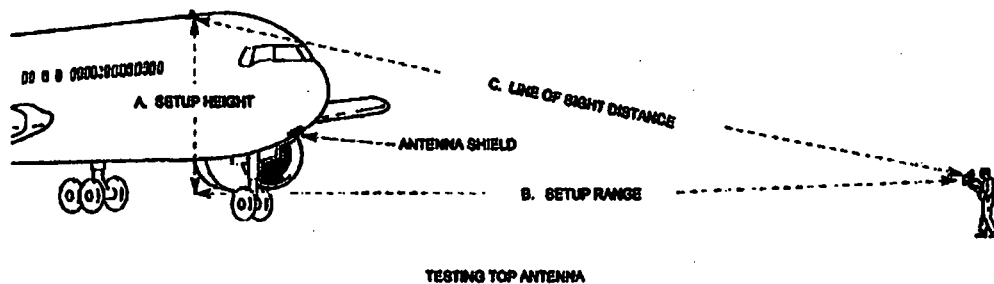 C. LINE OF SIGHT DISTANCE
A. SETUP HEIGHT
ANTENNA SHIELD
B. SETUP RANGE
TESTING TOP ANTENNA